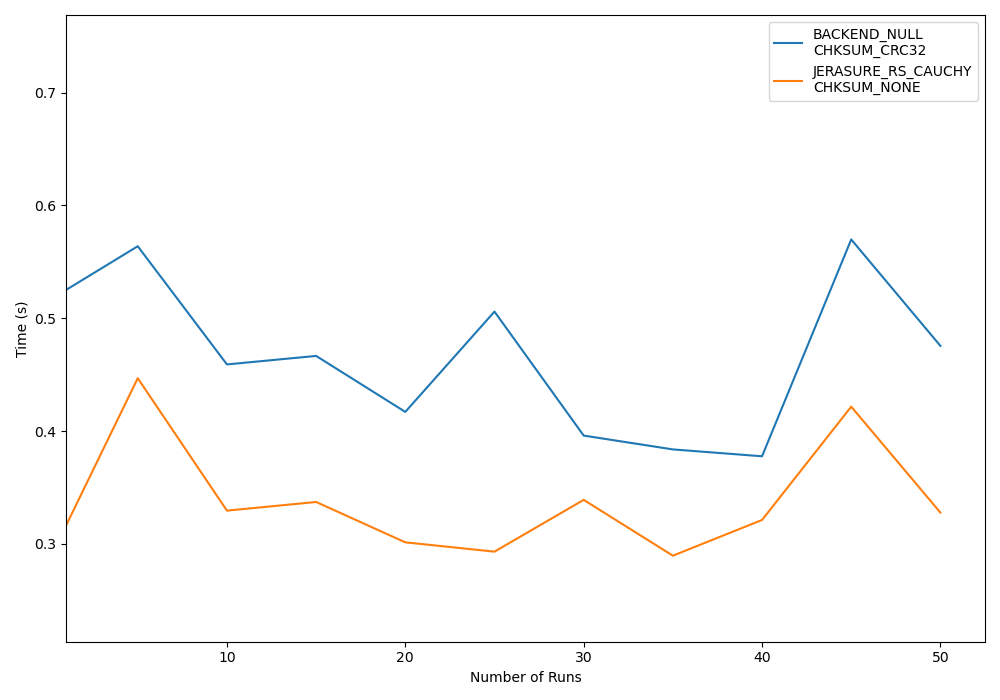 BACKEND_NULL
CHKSUM_CRC32
JERASURE_RS_CAUCHY
CHKSUM_NONE
0.7
0.6
0.5
0.4
0.3
Time (s)
10 20 30 40 50
Number of Runs